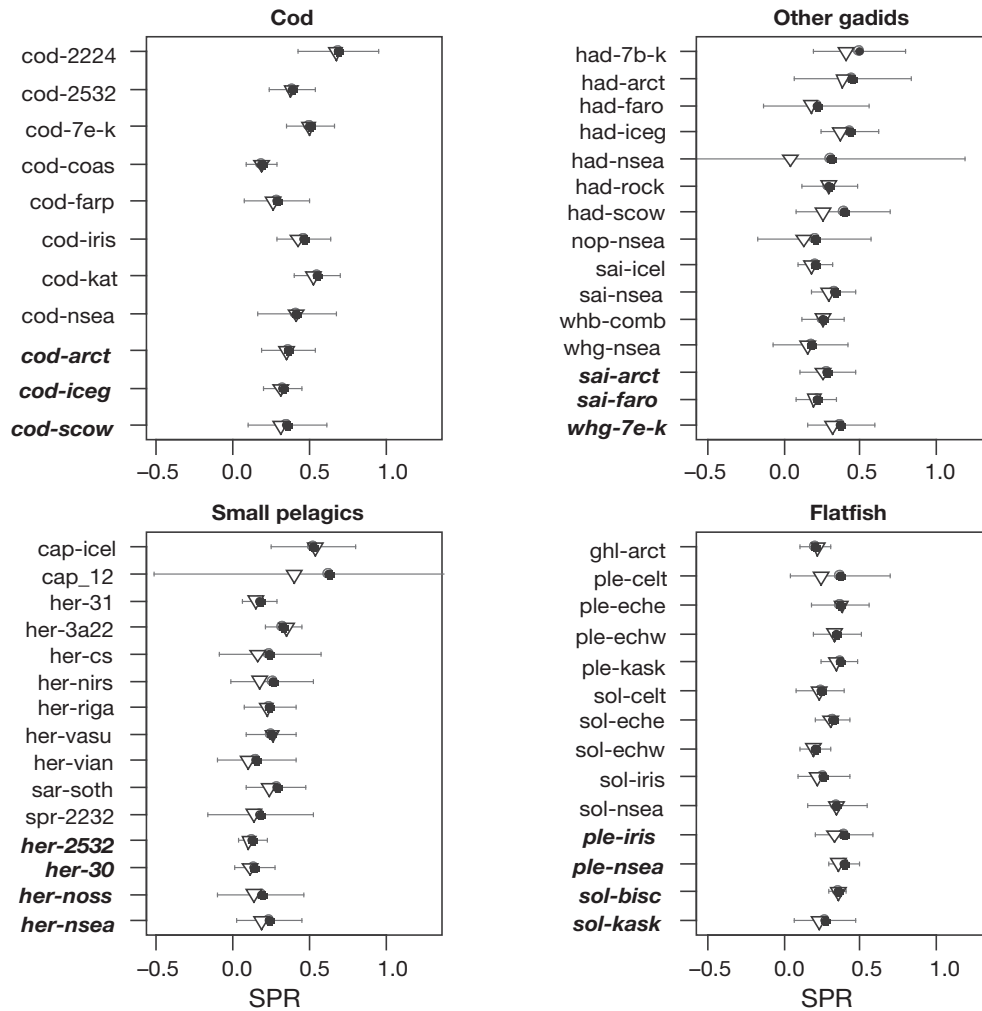 Cod
cod-2224
cod-2532
cod-7e-k
cod-coas
cod-farp
cod-iris
cod-kat
cod-nsea
cod-arct
cod-iceg
cod-scow
−0.5 0.0 0.5 1.0
Other gadids
had-7b-k
had-arct
had-faro
had-iceg
had-nsea
had-rock
had-scow
nop-nsea
sai-icel
sai-nsea
whb-comb
whg-nsea
sai-arct
sai-faro
whg-7e-k
−0.5 0.0 0.5 1.0
Small pelagics
cap-icel
cap_12
her-31
her-3a22
her-cs
her-nirs
her-riga
her-vasu
her-vian
sar-soth
spr-2232
her-2532
her-30
her-noss
her-nsea
−0.5 0.0 0.5 1.0
SPR
Flatfish
ghl-arct
ple-celt
ple-eche
ple-echw
ple-kask
sol-celt
sol-eche
sol-echw
sol-iris
sol-nsea
ple-iris
ple-nsea
sol-bisc
sol-kask
−0.5 0.0 0.5 1.0
SPR